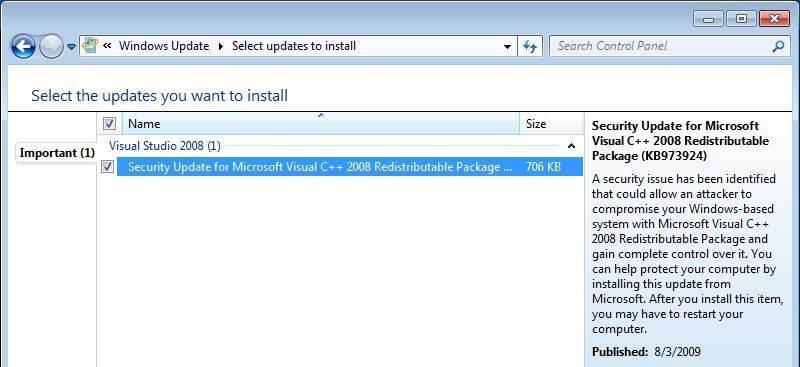 « Windows Update ▸ Select updates to install
Search Control Panel
Select the updates you want to install
Name
Size
Important (1)
Visual Studio 2008 (1)
Security Update for Microsoft Visual C++ 2008 Redistributable Package ...
706 KB
Security Update for Microsoft
Visual C++ 2008 Redistributable
Package (KB973924)
A security issue has been identified
that could allow an attacker to
compromise your Windows-based
system with Microsoft Visual C++
2008 Redistributable Package and
gain complete control over it. You
can help protect your computer by
installing this update from
Microsoft. After you install this item,
you may have to restart your
computer.
Published: 8/3/2009